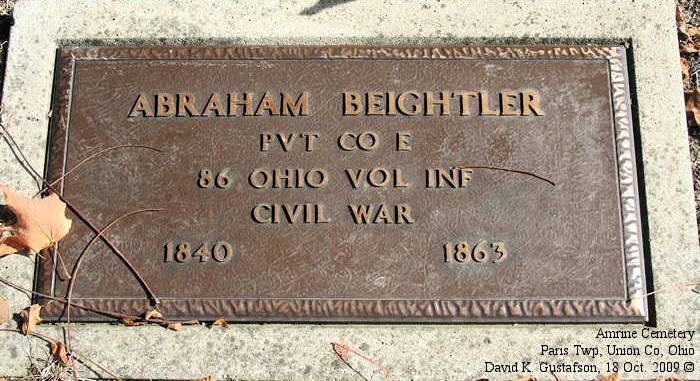 ABRAHAM BEIGHTLER
PVT CO E
86 OHIO VOL INF
CIVIL WAR
1840 1863
Amrine Cemetery
Paris Twp, Union Co, Ohio
David K. Gustafson, 18 Oct. 2009 ©